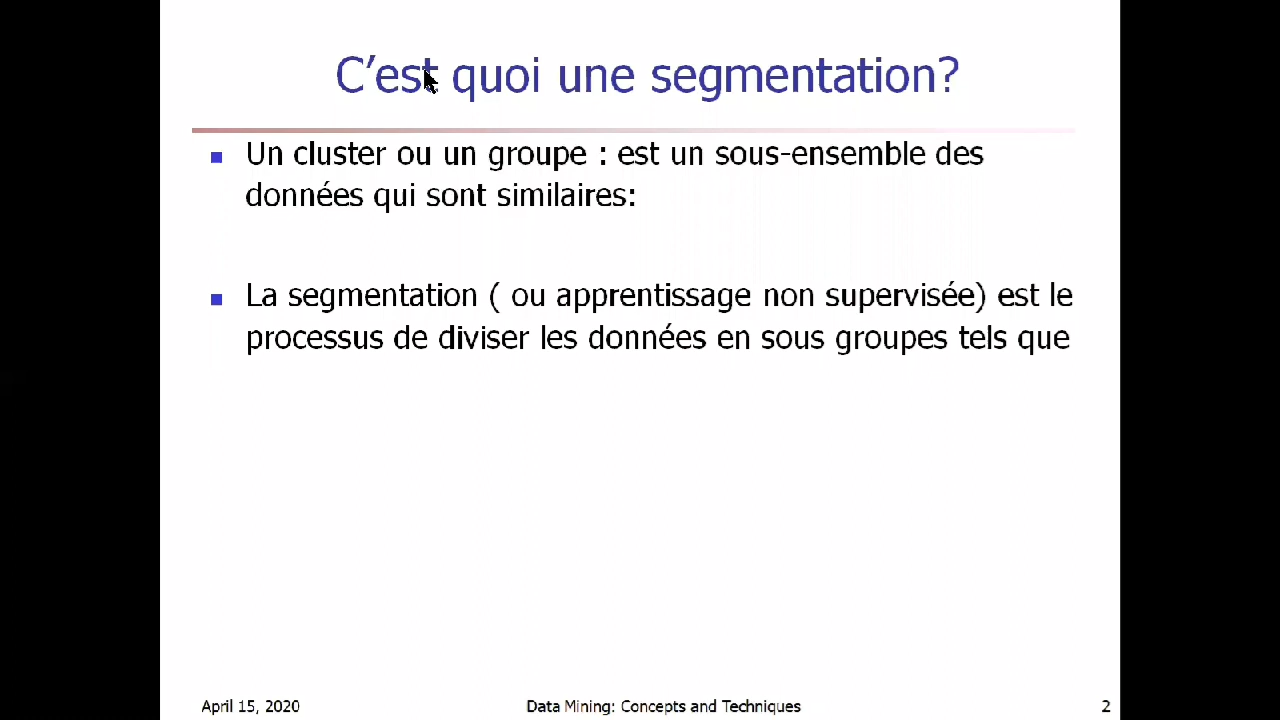 C’est quoi une segmentation?
Un cluster ou un groupe : est un sous-ensemble des
données qui sont similaires:
La segmentation ( ou apprentissage non supervisée) est le
processus de diviser les données en sous groupes tels que
April 15, 2020
Data Mining: Concepts and Techniques
2